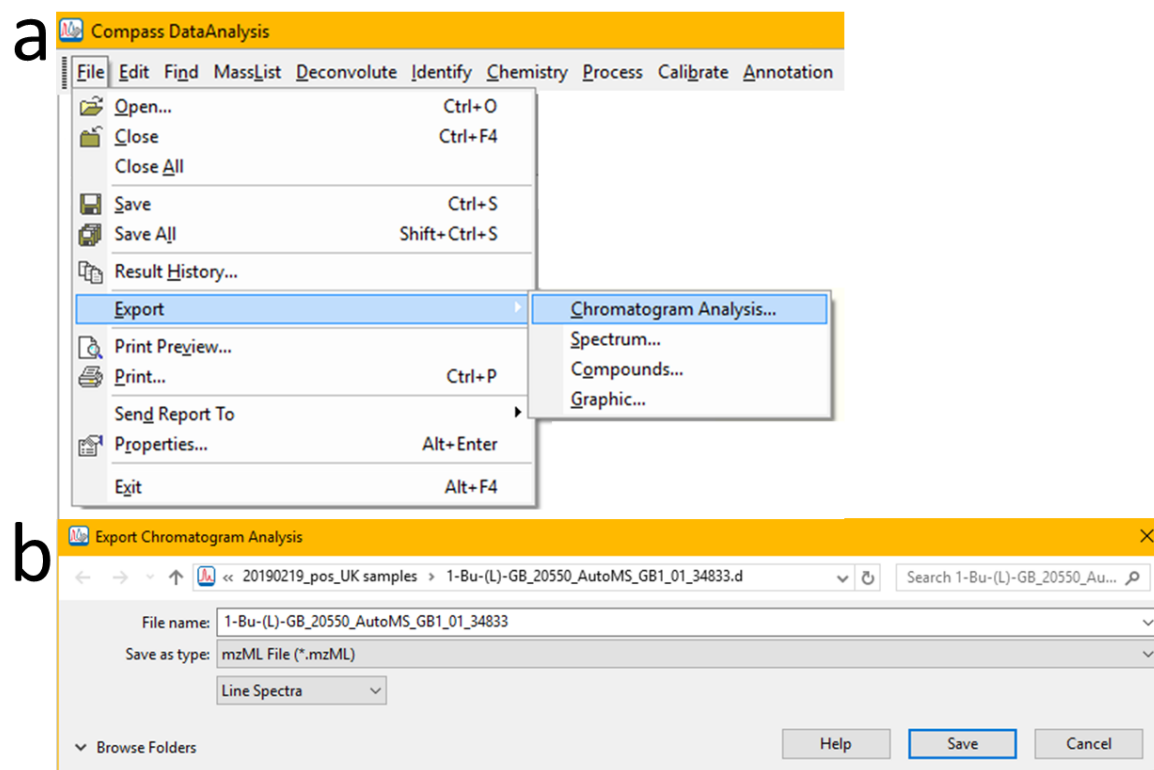 a
Compass DataAnalysis
File Edit Find MassList Deconvolute Identify Chemistry Process Calibrate Annotation
Open... Ctrl+O
Close Ctrl+F4
Close All
Save Ctrl+S
Save All Shift+Ctrl+S
Result History...
Export
Chromatogram Analysis...
Spectrum...
Compounds...
Graphic...
Print Preview...
Print... Ctrl+P
Send Report To
Properties... Alt+Enter
Exit Alt+F4
b
Export Chromatogram Analysis
« 20190219_pos_UK samples › 1-Bu-(L)-GB_20550_AutoMS_GB1_01_34833.d Search 1-Bu-(L)-GB_20550_Au...
File name: 1-Bu-(L)-GB_20550_AutoMS_GB1_01_34833
Save as type: mzML File (*.mzML)
Line Spectra
Browse Folders Help Save Cancel